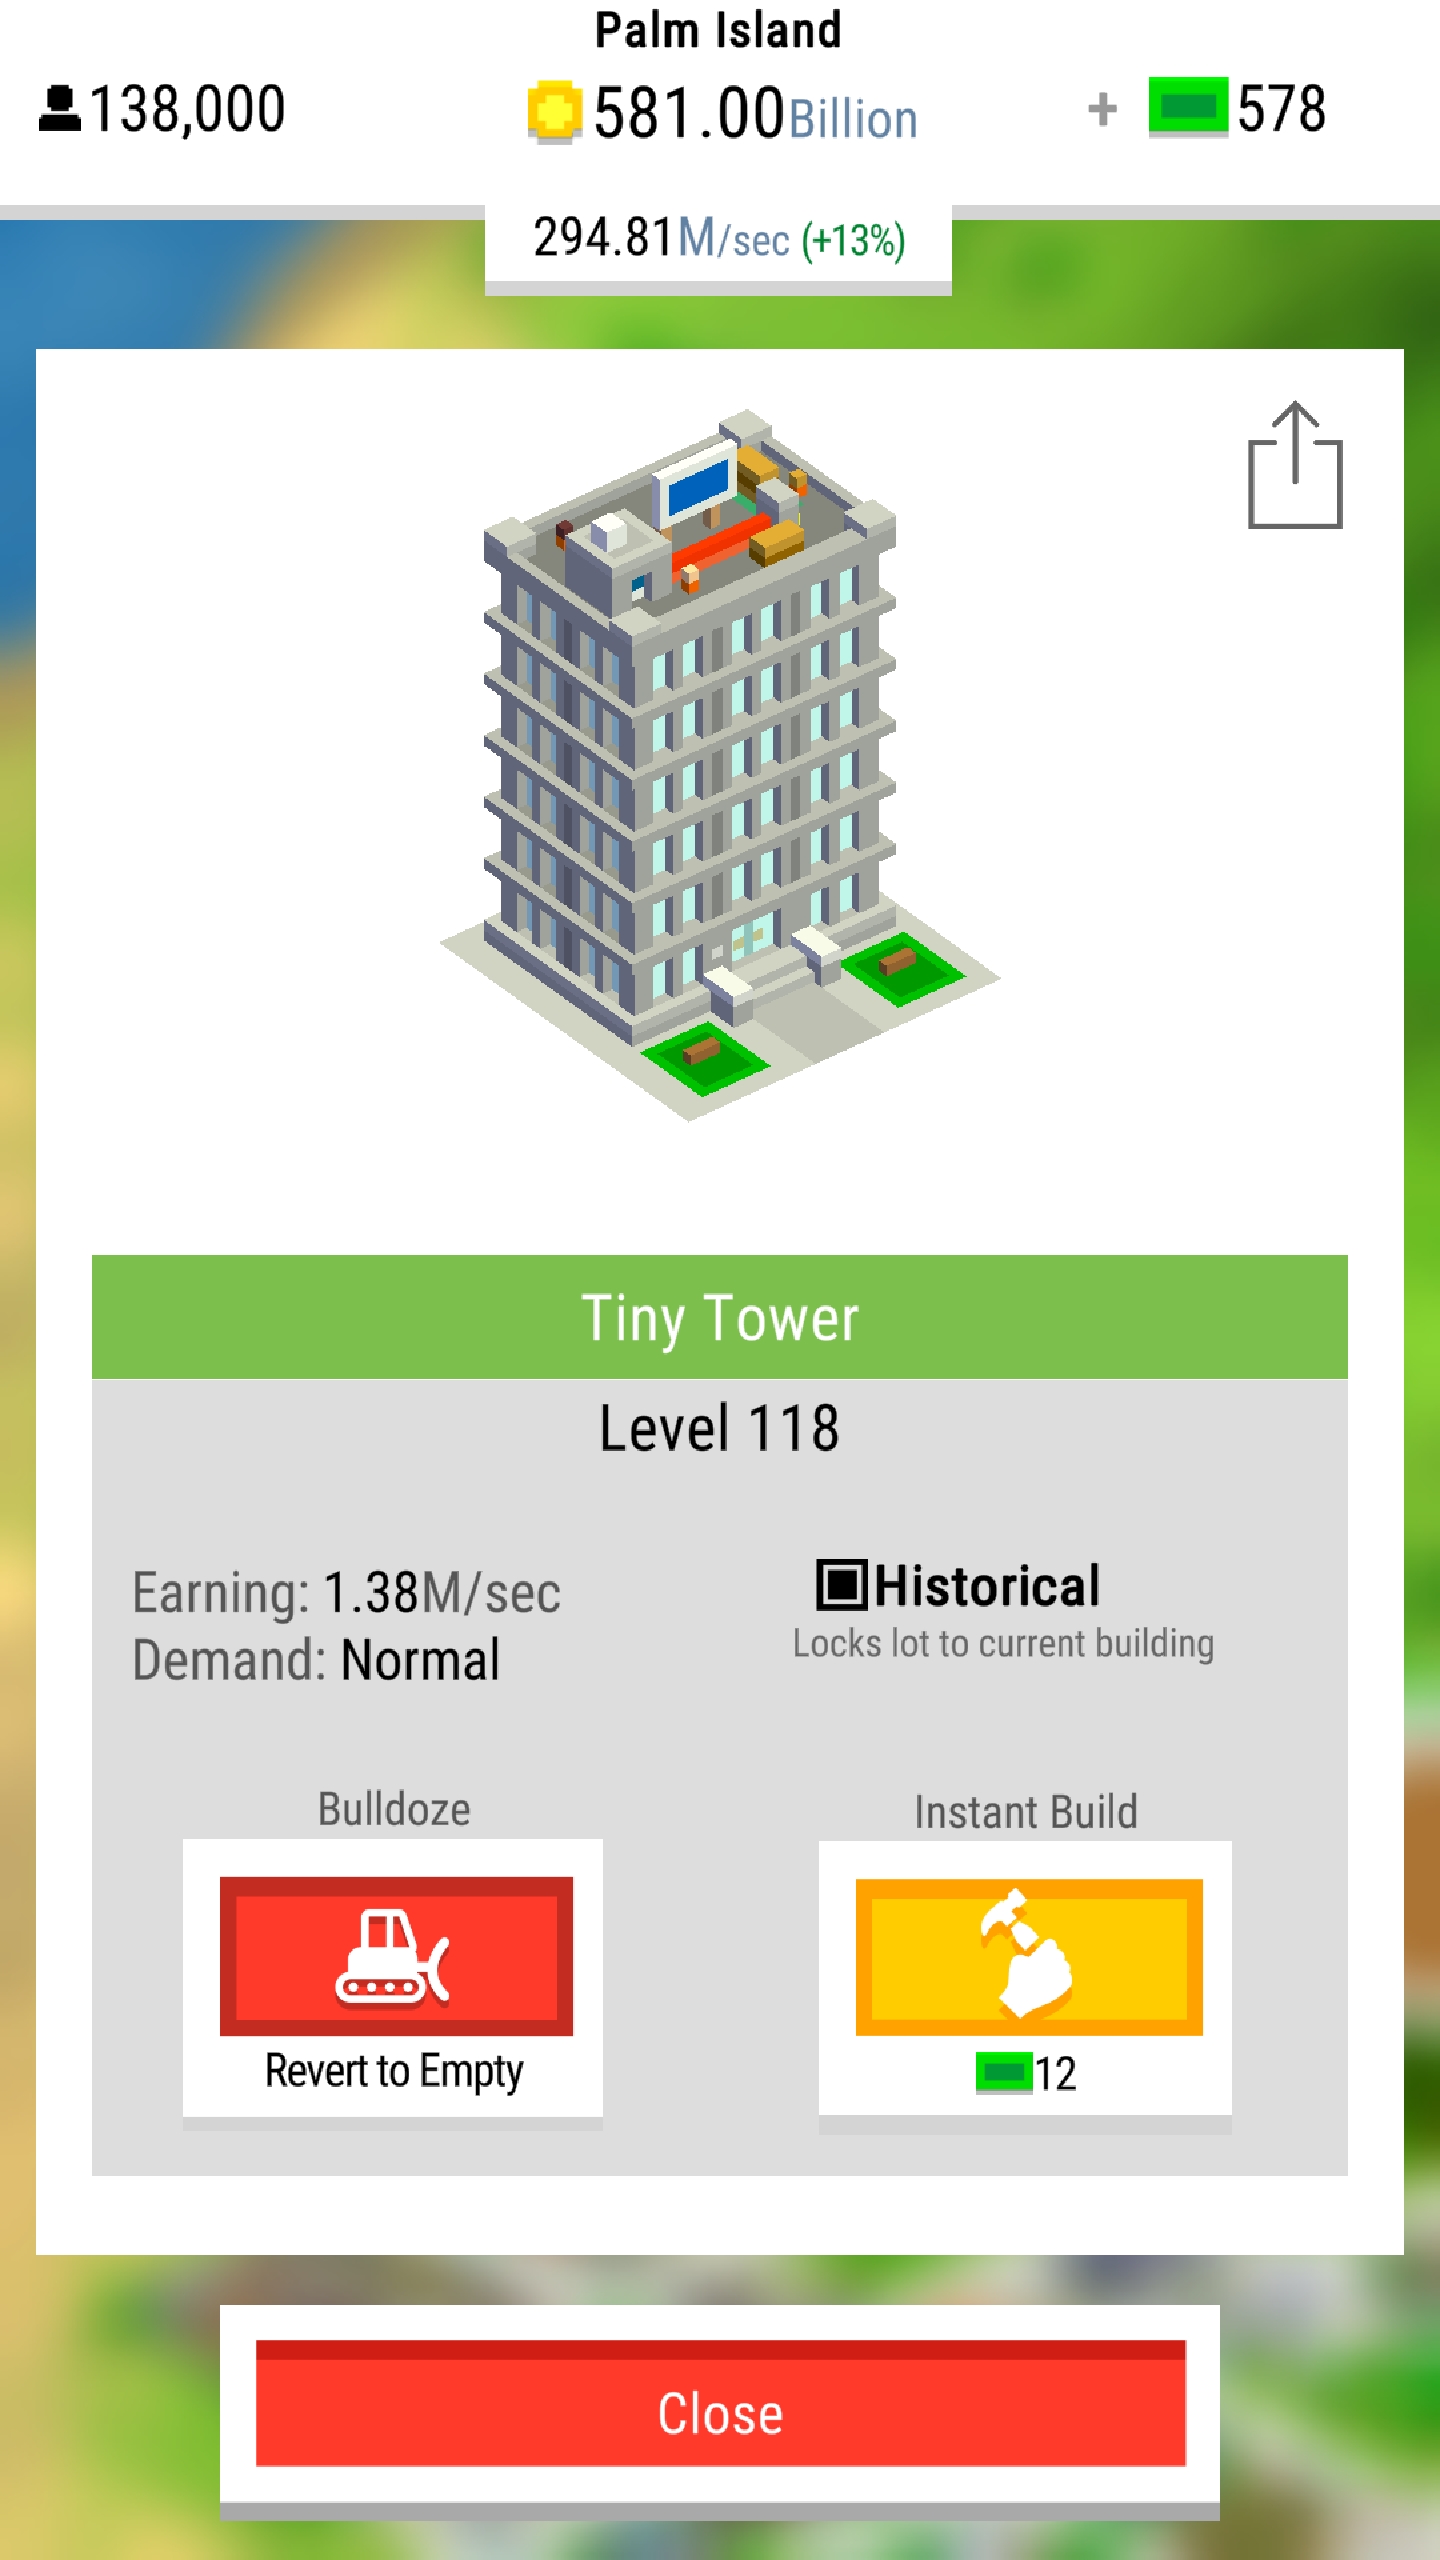 Palm Island
138,000
581.00Billion
+ 578
294.81M/sec (+13%)
Tiny Tower
Level 118
Earning: 1.38M/sec
Demand: Normal
Historical
Locks lot to current building
Bulldoze
Revert to Empty
Instant Build
12
Close